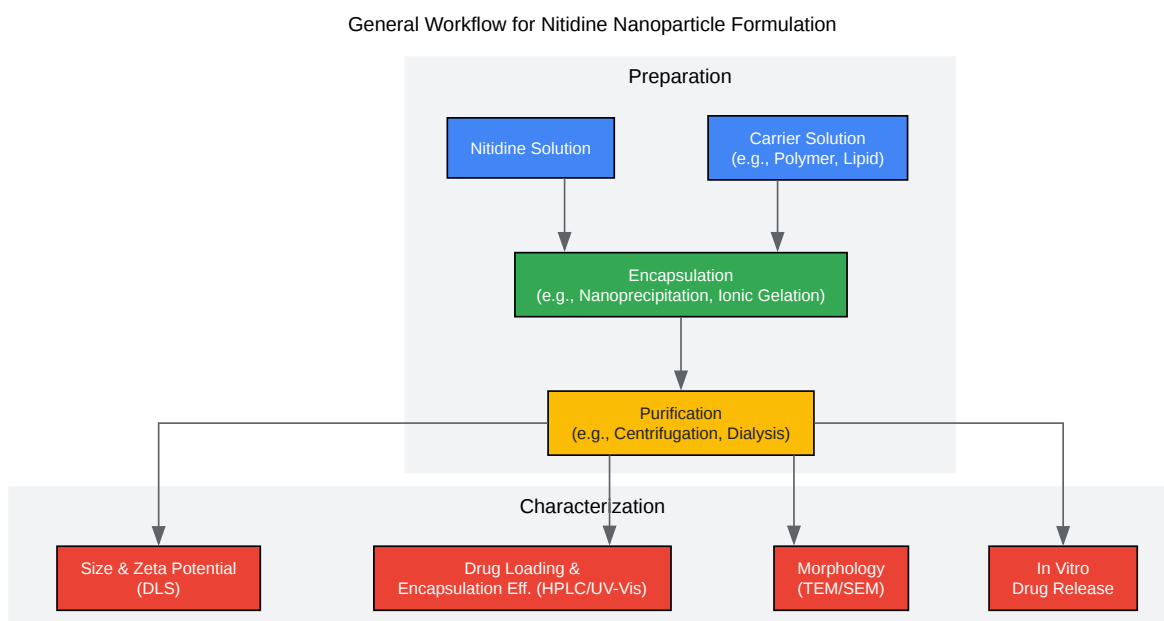 General Workflow for Nitidine Nanoparticle Formulation
Preparation
Nitidine Solution
Carrier Solution
(e.g., Polymer, Lipid)
Encapsulation
(e.g., Nanoprecipitation, Ionic Gelation)
Purification
(e.g., Centrifugation, Dialysis)
Characterization
Size & Zeta Potential
(DLS)
Drug Loading &
Encapsulation Eff. (HPLC/UV-Vis)
Morphology
(TEM/SEM)
In Vitro
Drug Release